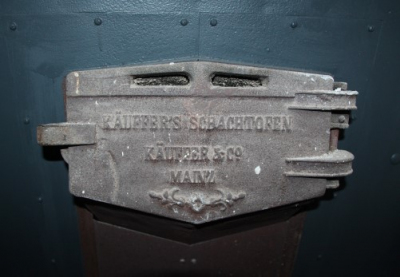 KÄUFFER'S SCHACHTOFEN
KÄUFFER & Co
MAINZ